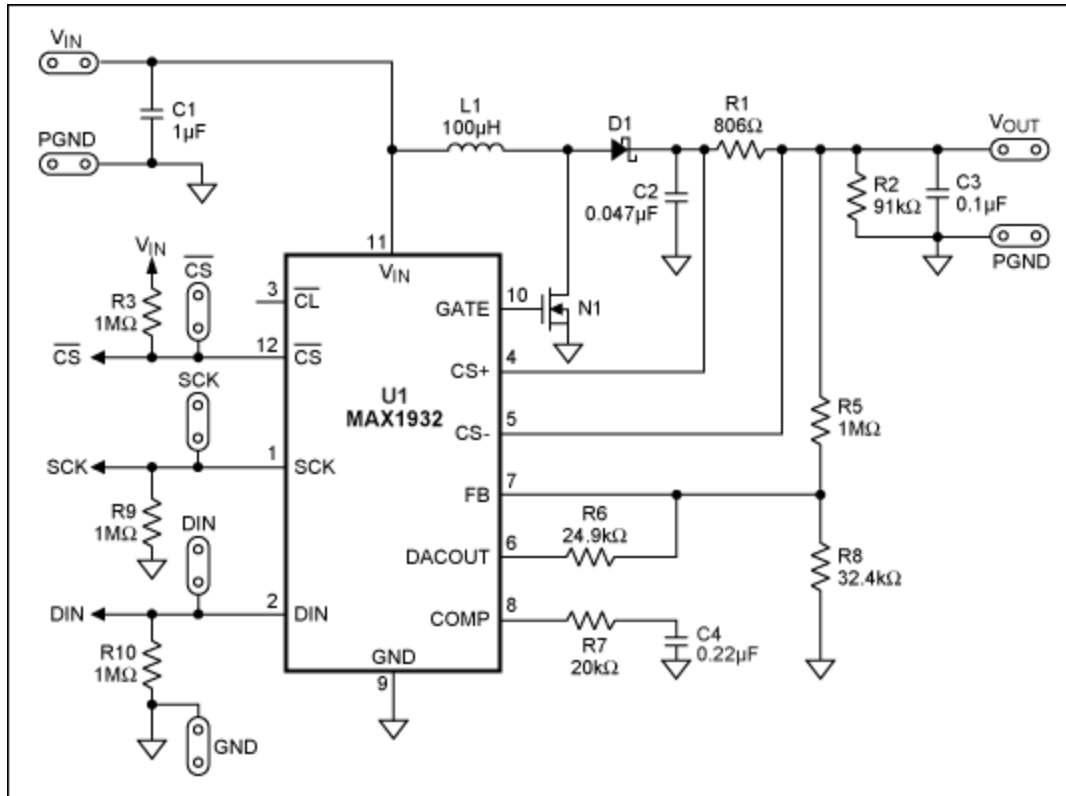 VIN
C1
1µF
PGND
L1
100µH
D1
R1
806Ω
VOUT
C2
0.047µF
R2
91kΩ
C3
0.1µF
PGND
VIN
R3
1MΩ
CS
CS
11
VIN
3
CL
12
CS
GATE
10
N1
CS+
4
U1
MAX1932
CS-
5
SCK
SCK
1
SCK
R9
1MΩ
FB
7
R5
1MΩ
R6
24.9kΩ
DACOUT
6
R8
32.4kΩ
DIN
DIN
2
DIN
COMP
8
R7
20kΩ
C4
0.22µF
R10
1MΩ
GND
9
GND